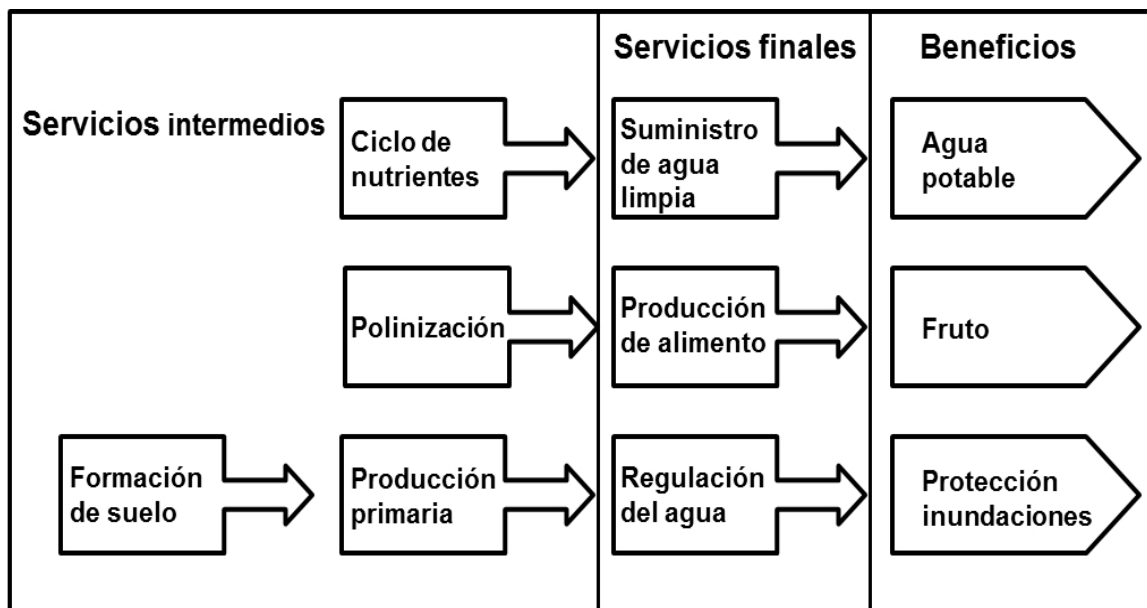 Servicios intermedios
Servicios finales
Beneficios
Ciclo de
nutrientes
Suministro
de agua
limpia
Agua
potable
Polinización
Producción
de alimento
Fruto
Formación
de suelo
Producción
primaria
Regulación
del agua
Protección
inundaciones